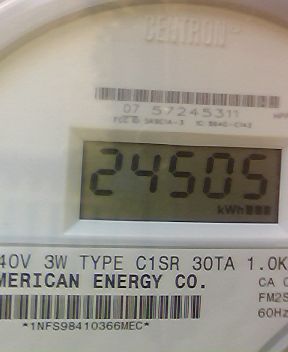 CENTRON
07 57245311
24505
kWh
40V 3W TYPE C1SR 30TA 1.0K
MERICAN ENERGY CO.
CA 0
FM2S
60Hz
*1NFS98410366MEC*